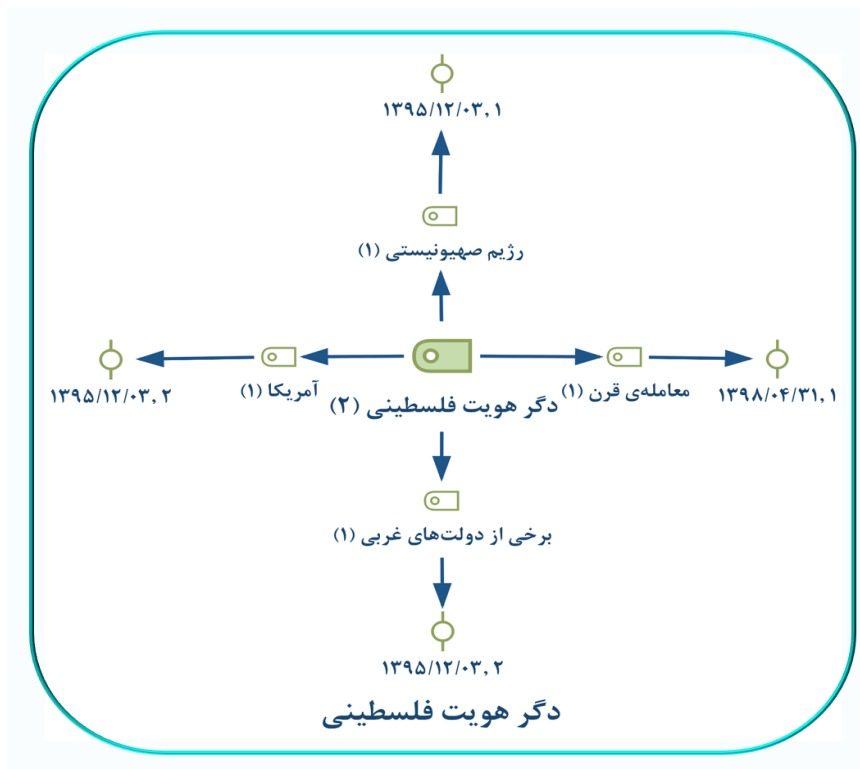 ۱۳۹۵/۱۲/۰۳,۱
رژیم صهیونیستی (۱)
معامله‌ی قرن (۱)
۱۳۹۸/۰۴/۳۱,۱
دگر هویت فلسطینی (۲)
آمریکا (۱)
۱۳۹۵/۱۲/۰۳,۲
برخی از دولت‌های غربی (۱)
۱۳۹۵/۱۲/۰۳,۲
دگر هویت فلسطینی